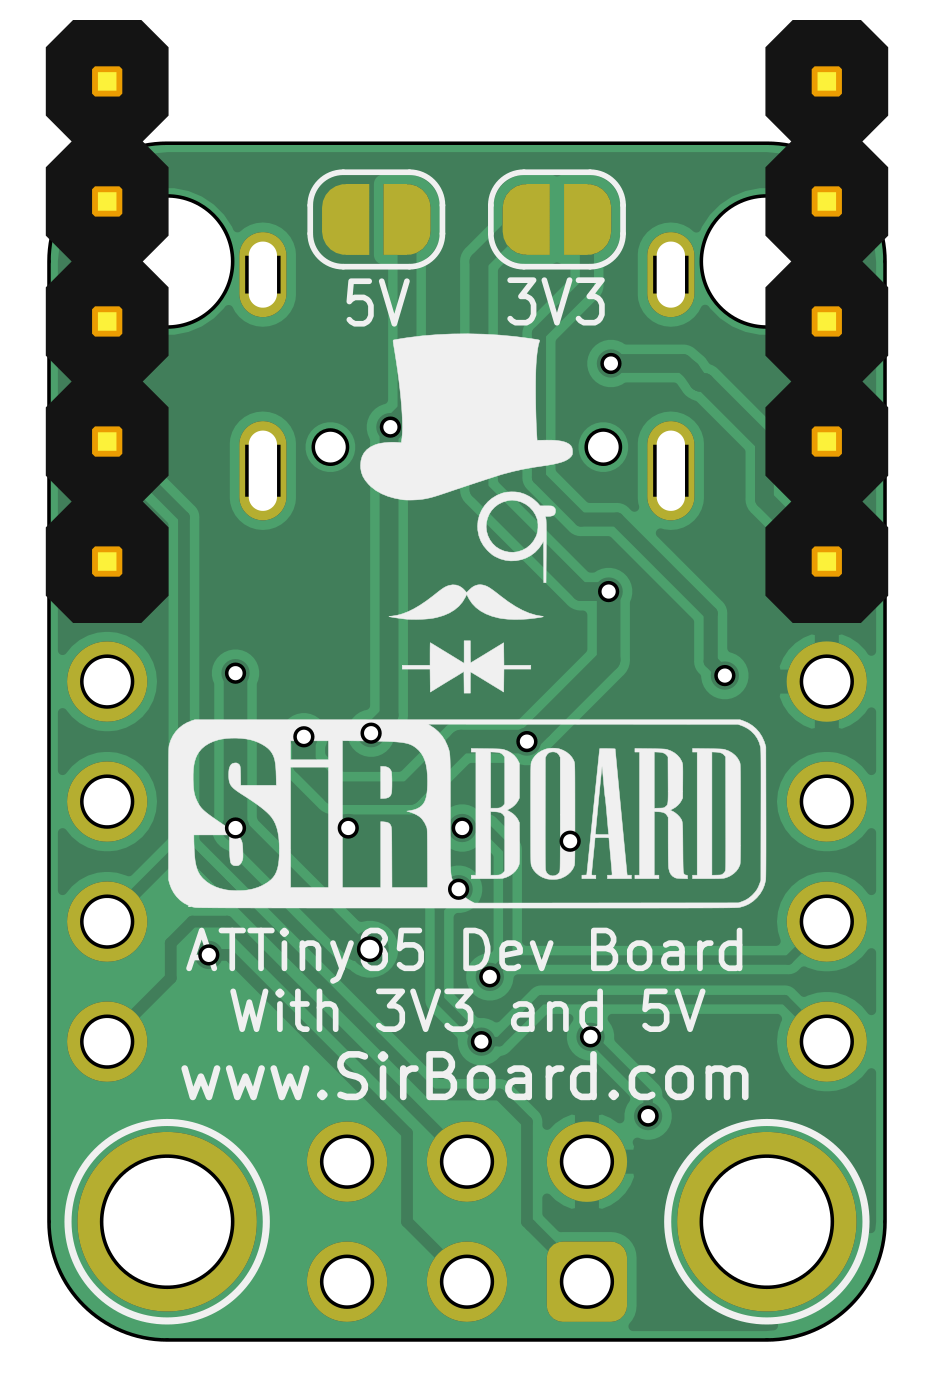 5V 3V3
SiR BOARD
ATTiny85 Dev Board
With 3V3 and 5V
www.SirBoard.com